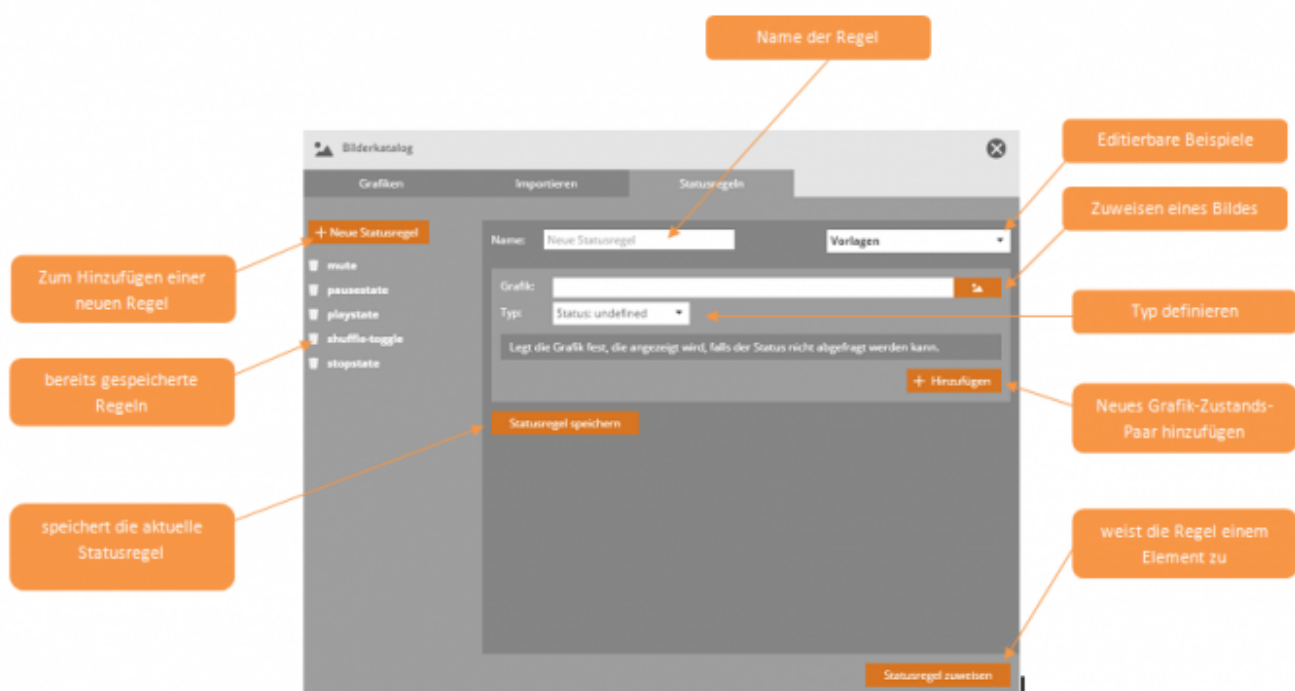 Name der Regel
Editierbare Beispiele
Bilderkatalog
Grafiken
Importieren
Statusregeln
Zuweisen eines Bildes
+ Neue Statusregel
Name:
Neue Statusregel
Vorlagen
Zum Hinzufügen einer
neuen Regel
mute
pausestate
playstate
shuffle-toggle
stopstate
Grafik:
Typ:
Status: undefined
Typ definieren
Legt die Grafik fest, die angezeigt wird, falls der Status nicht abgefragt werden kann.
+ Hinzufügen
bereits gespeicherte
Regeln
Neues Grafik-Zustands-
Paar hinzufügen
Statusregel speichern
speichert die aktuelle
Statusregel
weist die Regel einem
Element zu
Statusregel zuweisen